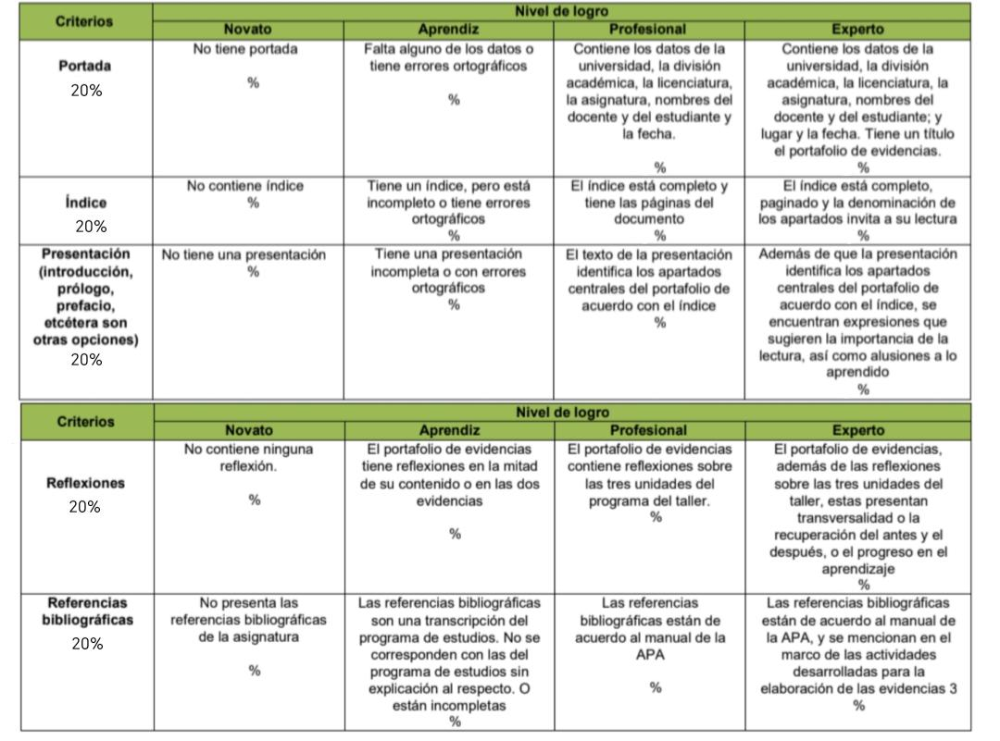 Criterios
Nivel de logro
Novato
Aprendiz
Profesional
Experto
Portada
20%
No tiene portada
%
Falta alguno de los datos o
tiene errores ortográficos
%
Contiene los datos de la
universidad, la división
académica, la licenciatura,
la asignatura, nombres del
docente y del estudiante y
la fecha.
%
Contiene los datos de la
universidad, la división
académica, la licenciatura, la
asignatura, nombres del
docente y del estudiante; y
lugar y la fecha. Tiene un título
el portafolio de evidencias.
%
Índice
20%
No contiene índice
%
Tiene un índice, pero está
incompleto o tiene errores
ortográficos
%
El índice está completo y
tiene las páginas del
documento
%
El índice está completo,
paginado y la denominación de
los apartados invita a su lectura
%
Presentación
(introducción,
prólogo,
prefacio,
etcétera son
otras opciones)
20%
No tiene una presentación
%
Tiene una presentación
incompleta o con errores
ortográficos
%
El texto de la presentación
identifica los apartados
centrales del portafolio de
acuerdo con el índice
%
Además de que la presentación
identifica los apartados
centrales del portafolio de
acuerdo con el índice, se
encuentran expresiones que
sugieren la importancia de la
lectura, así como alusiones a lo
aprendido
%
Criterios
Nivel de logro
Novato
Aprendiz
Profesional
Experto
Reflexiones
20%
No contiene ninguna
reflexión.
%
El portafolio de evidencias
tiene reflexiones en la mitad
de su contenido o en las dos
evidencias
%
El portafolio de evidencias
contiene reflexiones sobre
las tres unidades del
programa del taller.
%
El portafolio de evidencias,
además de las reflexiones
sobre las tres unidades del
taller, estas presentan
transversalidad o la
recuperación del antes y el
después, o el progreso en el
aprendizaje
%
Referencias
bibliográficas
20%
No presenta las
referencias bibliográficas
de la asignatura
%
Las referencias bibliográficas
son una transcripción del
programa de estudios. No se
corresponden con las del
programa de estudios sin
explicación al respecto. O
están incompletas
%
Las referencias
bibliográficas están de
acuerdo al manual de la
APA
%
Las referencias bibliográficas
están de acuerdo al manual de
la APA, y se mencionan en el
marco de las actividades
desarrolladas para la
elaboración de las evidencias 3
%